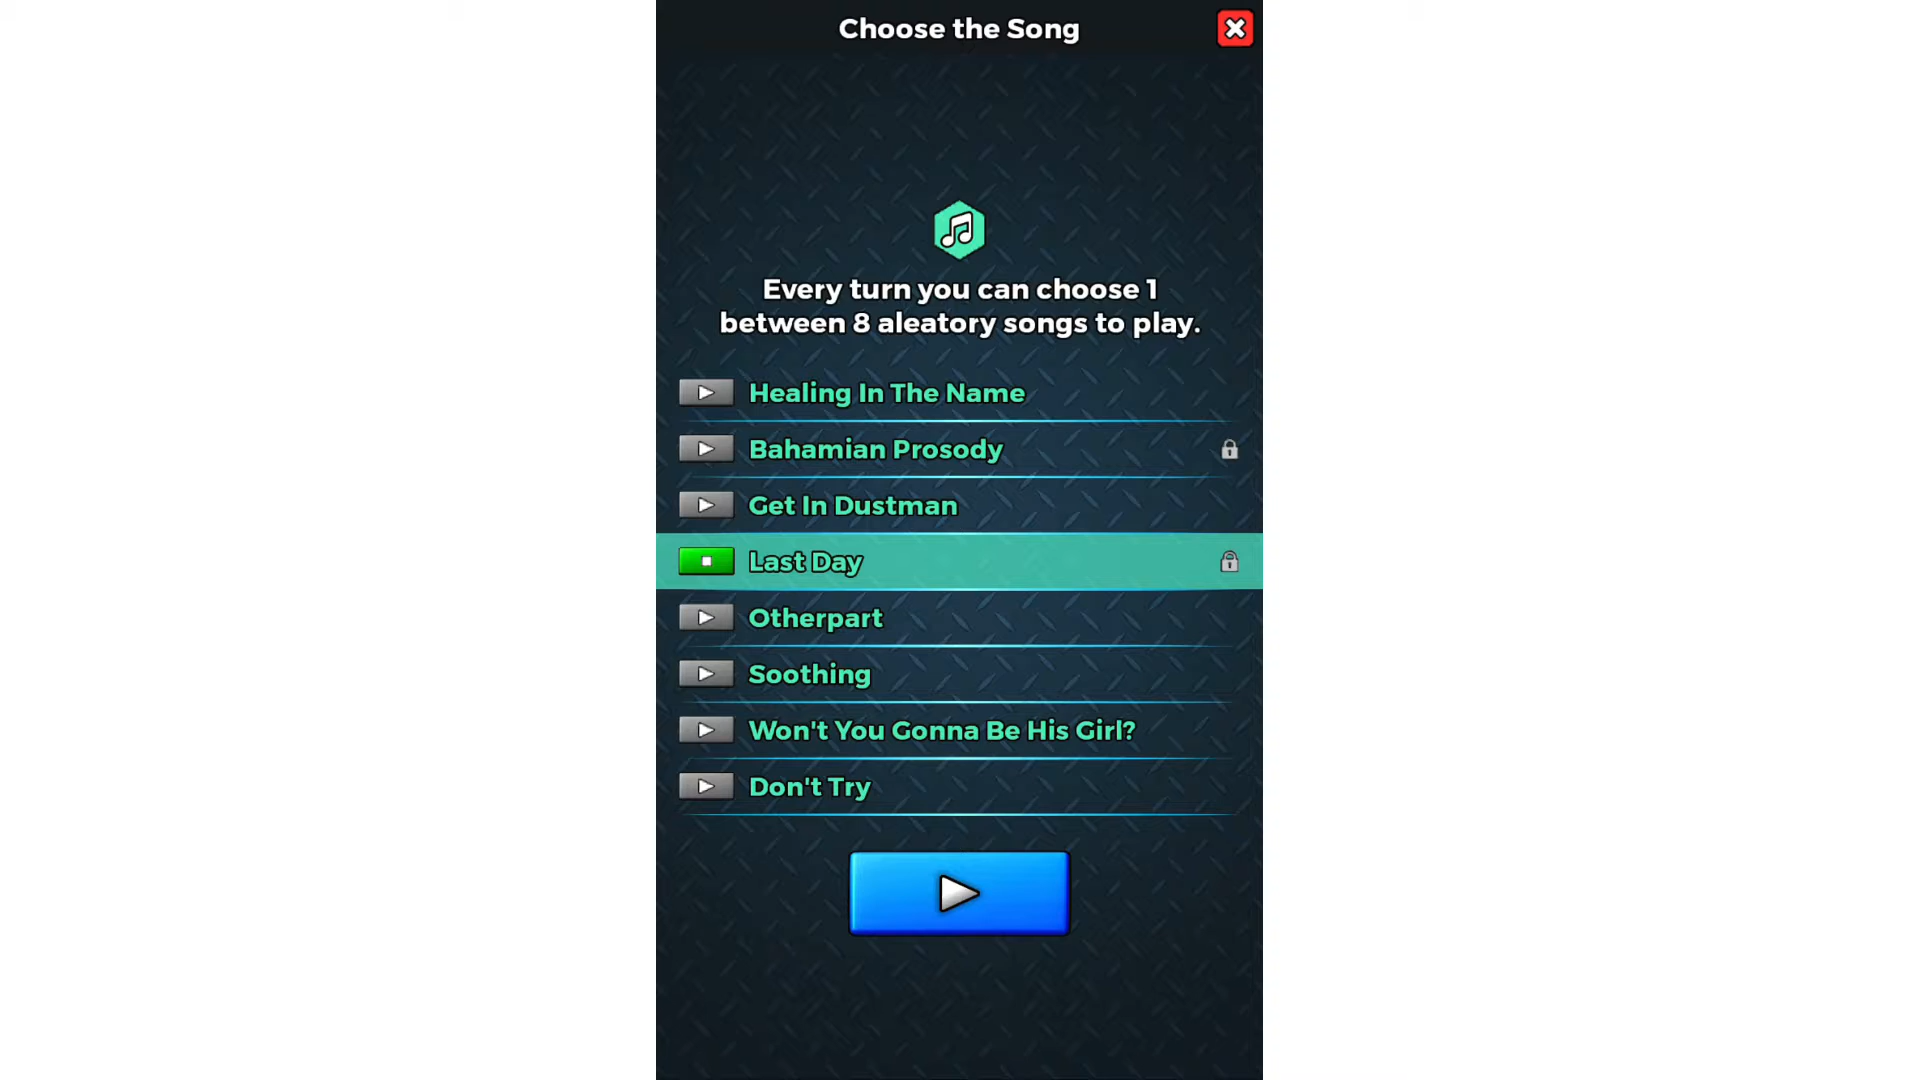 Choose the Song
Every turn you can choose 1
between 8 aleatory songs to play.
Healing In The Name
Bahamian Prosody
Get In Dustman
Last Day
Otherpart
Soothing
Won't You Gonna Be His Girl?
Don't Try